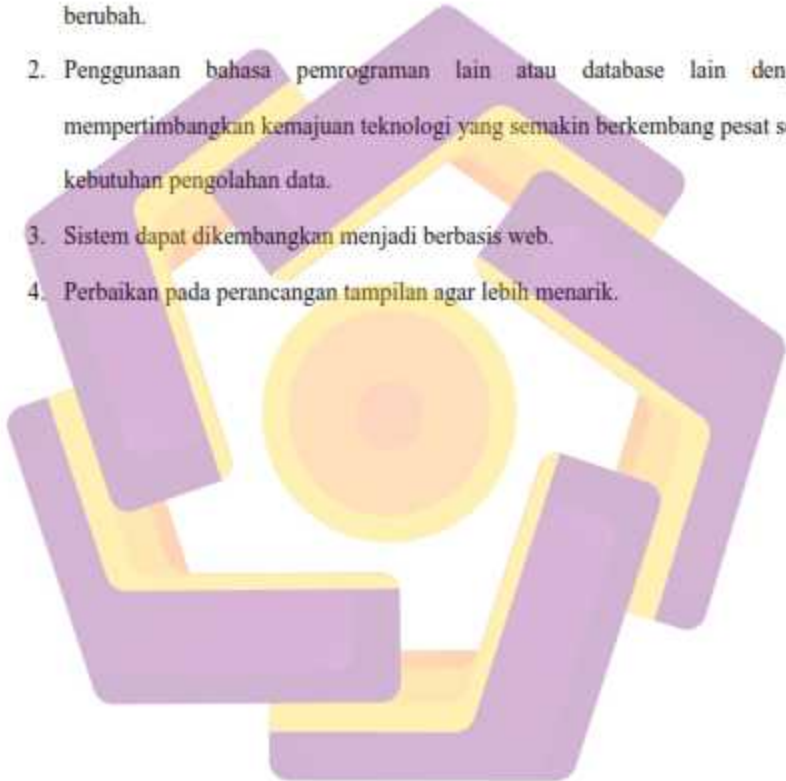 berubah.
2. Penggunaan bahasa pemrograman lain atau database lain den
mempertimbangkan kemajuan teknologi yang semakin berkembang pesat s
kebutuhan pengolahan data.
3. Sistem dapat dikembangkan menjadi berbasis web.
4. Perbaikan pada perancangan tampilan agar lebih menarik.